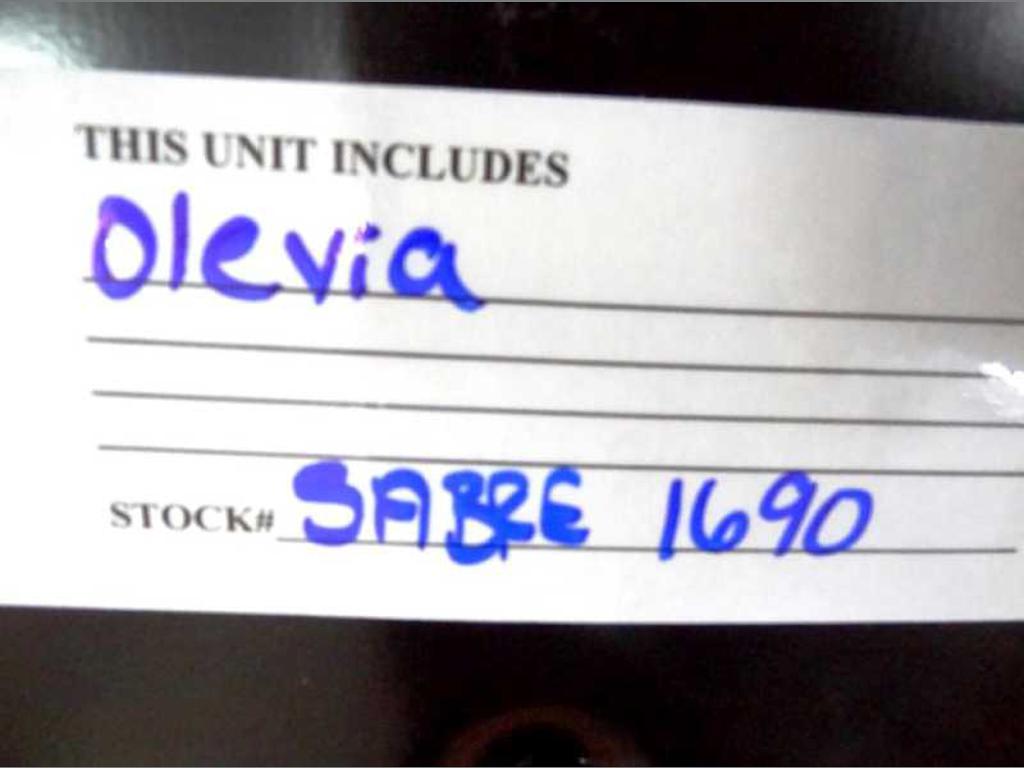 THIS UNIT INCLUDES
Olevia
STOCK# SABRE 1690